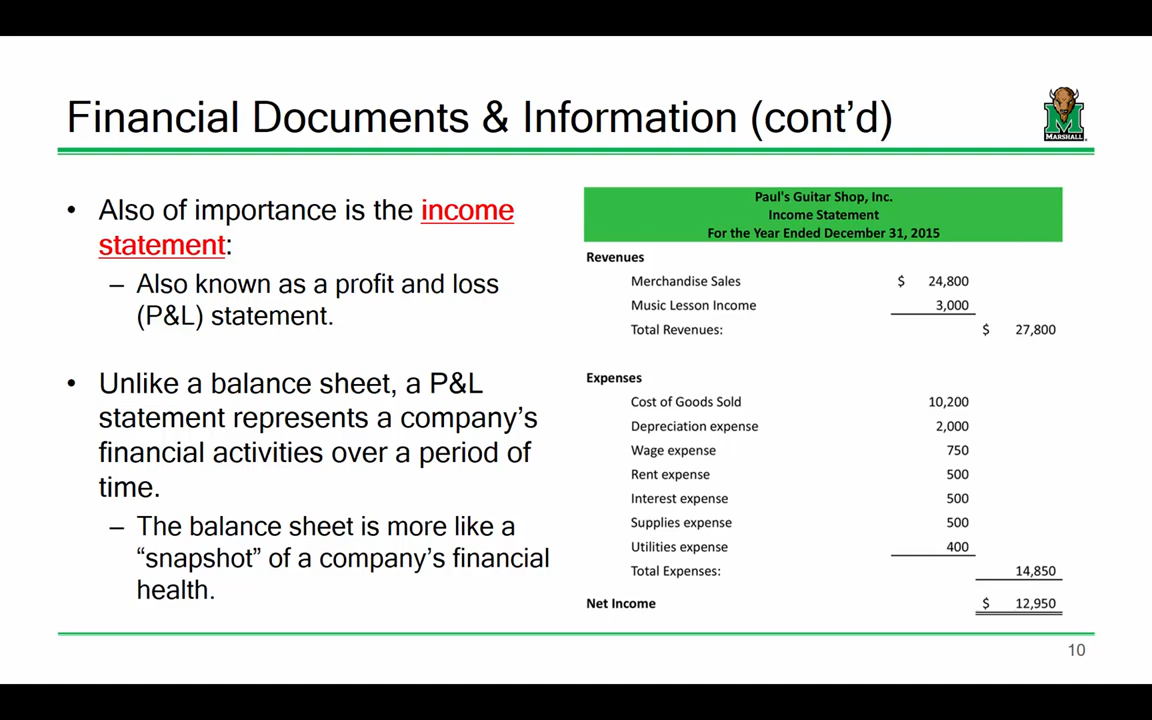 Financial Documents & Information (cont’d)
MARSHALL
• Also of importance is the income
statement:
– Also known as a profit and loss
(P&L) statement.
• Unlike a balance sheet, a P&L
statement represents a company’s
financial activities over a period of
time.
– The balance sheet is more like a
“snapshot” of a company’s financial
health.
Paul's Guitar Shop, Inc.
Income Statement
For the Year Ended December 31, 2015
Revenues
Merchandise Sales $ 24,800
Music Lesson Income 3,000
Total Revenues: $ 27,800
Expenses
Cost of Goods Sold 10,200
Depreciation expense 2,000
Wage expense 750
Rent expense 500
Interest expense 500
Supplies expense 500
Utilities expense 400
Total Expenses: 14,850
Net Income $ 12,950
10